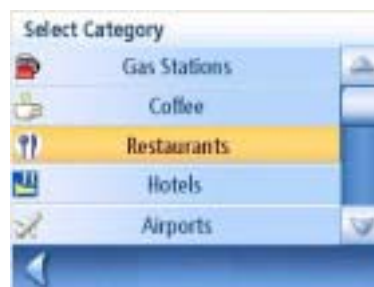 Select Category
Gas Stations
Coffee
Restaurants
Hotels
Airports